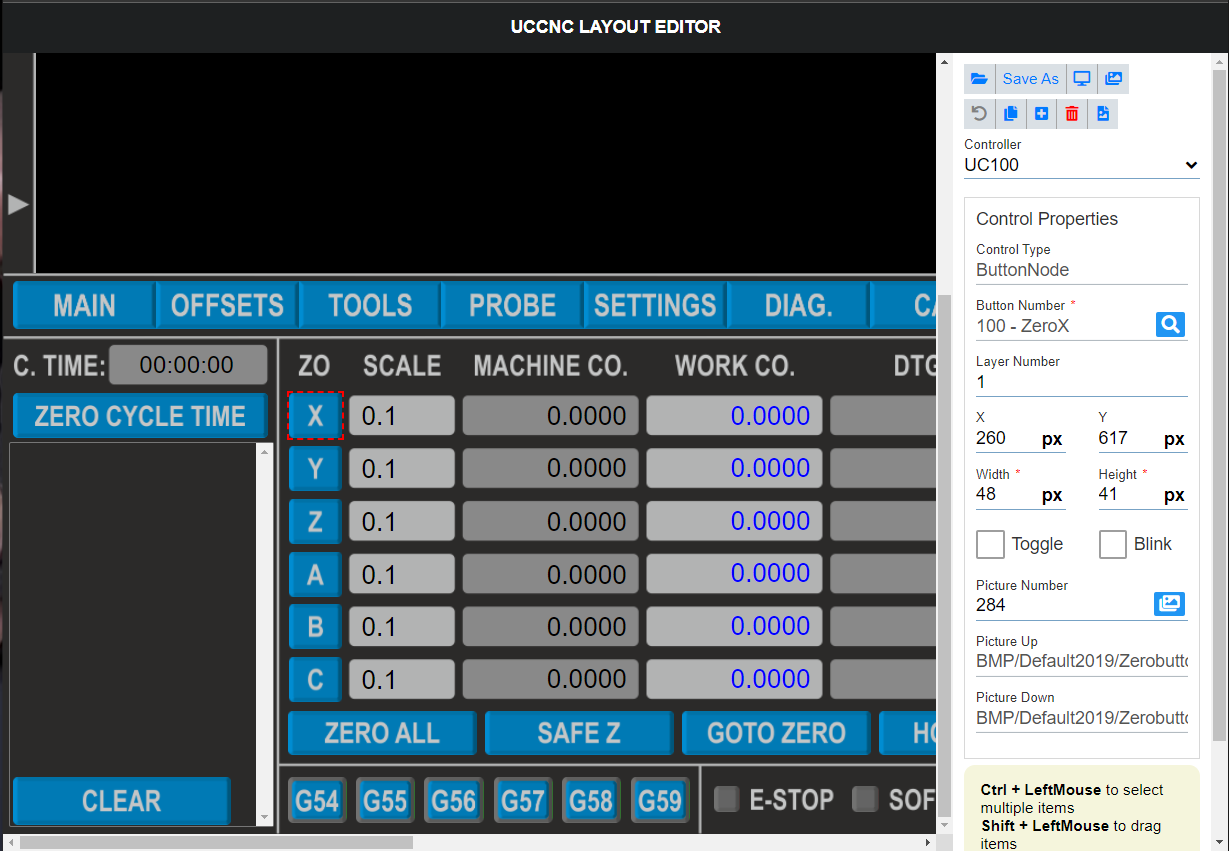 UCCNC LAYOUT EDITOR
Save As
Controller
UC100
Control Properties
Control Type
ButtonNode
Button Number *
100 - ZeroX
Layer Number
1
X Y
260 px 617 px
Width * Height *
48 px 41 px
Toggle Blink
Picture Number
284
Picture Up
BMP/Default2019/Zerobutto
Picture Down
BMP/Default2019/Zerobutto
Ctrl + LeftMouse to select
multiple items
Shift + LeftMouse to drag
items
MAIN OFFSETS TOOLS PROBE SETTINGS DIAG. CA
C. TIME: 00:00:00
ZERO CYCLE TIME
CLEAR
ZO SCALE MACHINE CO. WORK CO. DTG
X 0.1 0.0000 0.0000
Y 0.1 0.0000 0.0000
Z 0.1 0.0000 0.0000
A 0.1 0.0000 0.0000
B 0.1 0.0000 0.0000
C 0.1 0.0000 0.0000
ZERO ALL SAFE Z GOTO ZERO HO
G54 G55 G56 G57 G58 G59 E-STOP SOF